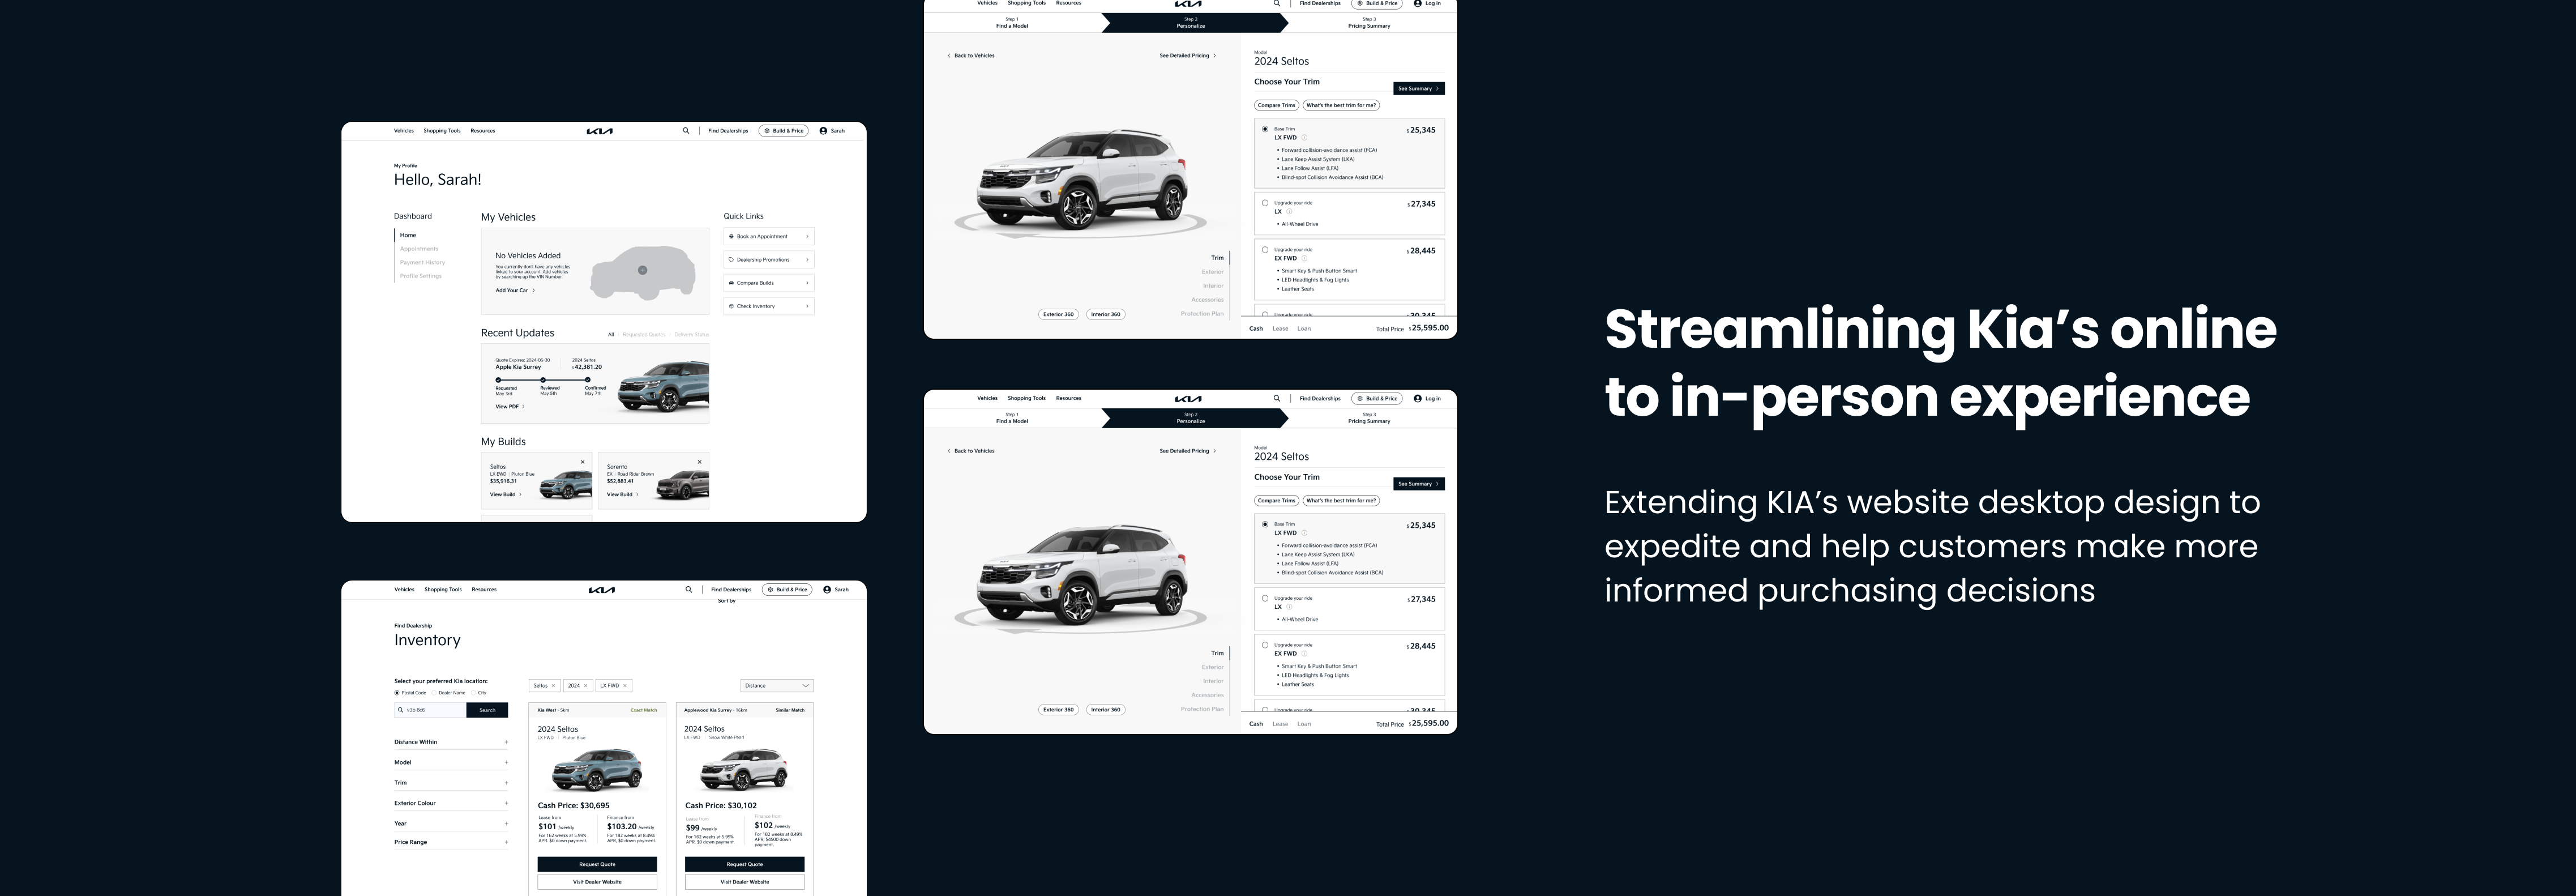 Vehicles Shopping Tools Resources KIA Find Dealerships Build & Price Sarah
My Profile
Hello, Sarah!
Dashboard
Home
Appointments
Payment History
Profile Settings
My Vehicles
No Vehicles Added
You currently don't have any vehicles
linked to your account. Add vehicles
by searching-up the VIN Number.
Add Your Car
Quick Links
Book an Appointment
Dealership Promotions
Compare Builds
Check Inventory
Recent Updates
All Requested Quotes Delivery Status
Quote Expires: 2024-06-30 2024 Seltos
Apple Kia Surrey $42,381.20
Requested Reviewed Confirmed
May 3rd May 5th May 7th
View PDF
My Builds
Seltos
LX FWD Pluton Blue
$35,916.31
View Build
Sorento
EX Road Rider Brown
$52,883.41
View Build
Vehicles Shopping Tools Resources KIA Find Dealerships Build & Price Sarah
Sort by
Find Dealership
Inventory
Select your preferred Kia location:
Postal Code Dealer Name City
v3b 8c6 Search
Distance Within +
Model +
Trim +
Exterior Colour +
Year +
Price Range +
Seltos × 2024 × LX FWD × Distance
Kia West - 5km Exact Match
2024 Seltos
LX FWD Pluton Blue
Cash Price: $30,695
Lease from Finance from
$101 /weekly $103.20 /weekly
For 162 weeks at 5.99% For 182 weeks at 8.49%
APR, $0 down payment. APR, $0 down payment.
Request Quote
Visit Dealer Website
Applewood Kia Surrey - 16km Similar Match
2024 Seltos
LX FWD Snow White Pearl
Cash Price: $30,102
Lease from Finance from
$99 /weekly $102 /weekly
For 162 weeks at 5.99% For 182 weeks at 8.49%
APR, $0 down payment. APR, $4500 down
payment.
Request Quote
Visit Dealer Website
Vehicles Shopping Tools Resources KIA Find Dealerships Build & Price Log in
Step 1 Step 2 Step 3
Find a Model Personalize Pricing Summary
Back to Vehicles See Detailed Pricing
Trim
Exterior
Interior
Accessories
Protection Plan
Exterior 360 Interior 360
Model
2024 Seltos
Choose Your Trim
See Summary
Compare Trims What's the best trim for me?
Base Trim $25,345
LX FWD
• Forward collision-avoidance assist (FCA)
• Lane Keep Assist System (LKA)
• Lane Follow Assist (LFA)
• Blind-spot Collision Avoidance Assist (BCA)
Upgrade your ride $27,345
LX
• All-Wheel Drive
Upgrade your ride $28,445
EX FWD
• Smart Key & Push Button Smart
• LED Headlights & Fog Lights
• Leather Seats
Cash Lease Loan Total Price $25,595.00
Vehicles Shopping Tools Resources KIA Find Dealerships Build & Price Log in
Step 1 Step 2 Step 3
Find a Model Personalize Pricing Summary
Back to Vehicles See Detailed Pricing
Trim
Exterior
Interior
Accessories
Protection Plan
Exterior 360 Interior 360
Model
2024 Seltos
Choose Your Trim
See Summary
Compare Trims What's the best trim for me?
Base Trim $25,345
LX FWD
• Forward collision-avoidance assist (FCA)
• Lane Keep Assist System (LKA)
• Lane Follow Assist (LFA)
• Blind-spot Collision Avoidance Assist (BCA)
Upgrade your ride $27,345
LX
• All-Wheel Drive
Upgrade your ride $28,445
EX FWD
• Smart Key & Push Button Smart
• LED Headlights & Fog Lights
• Leather Seats
Cash Lease Loan Total Price $25,595.00
Streamlining Kia's online
to in-person experience
Extending KIA's website desktop design to
expedite and help customers make more
informed purchasing decisions